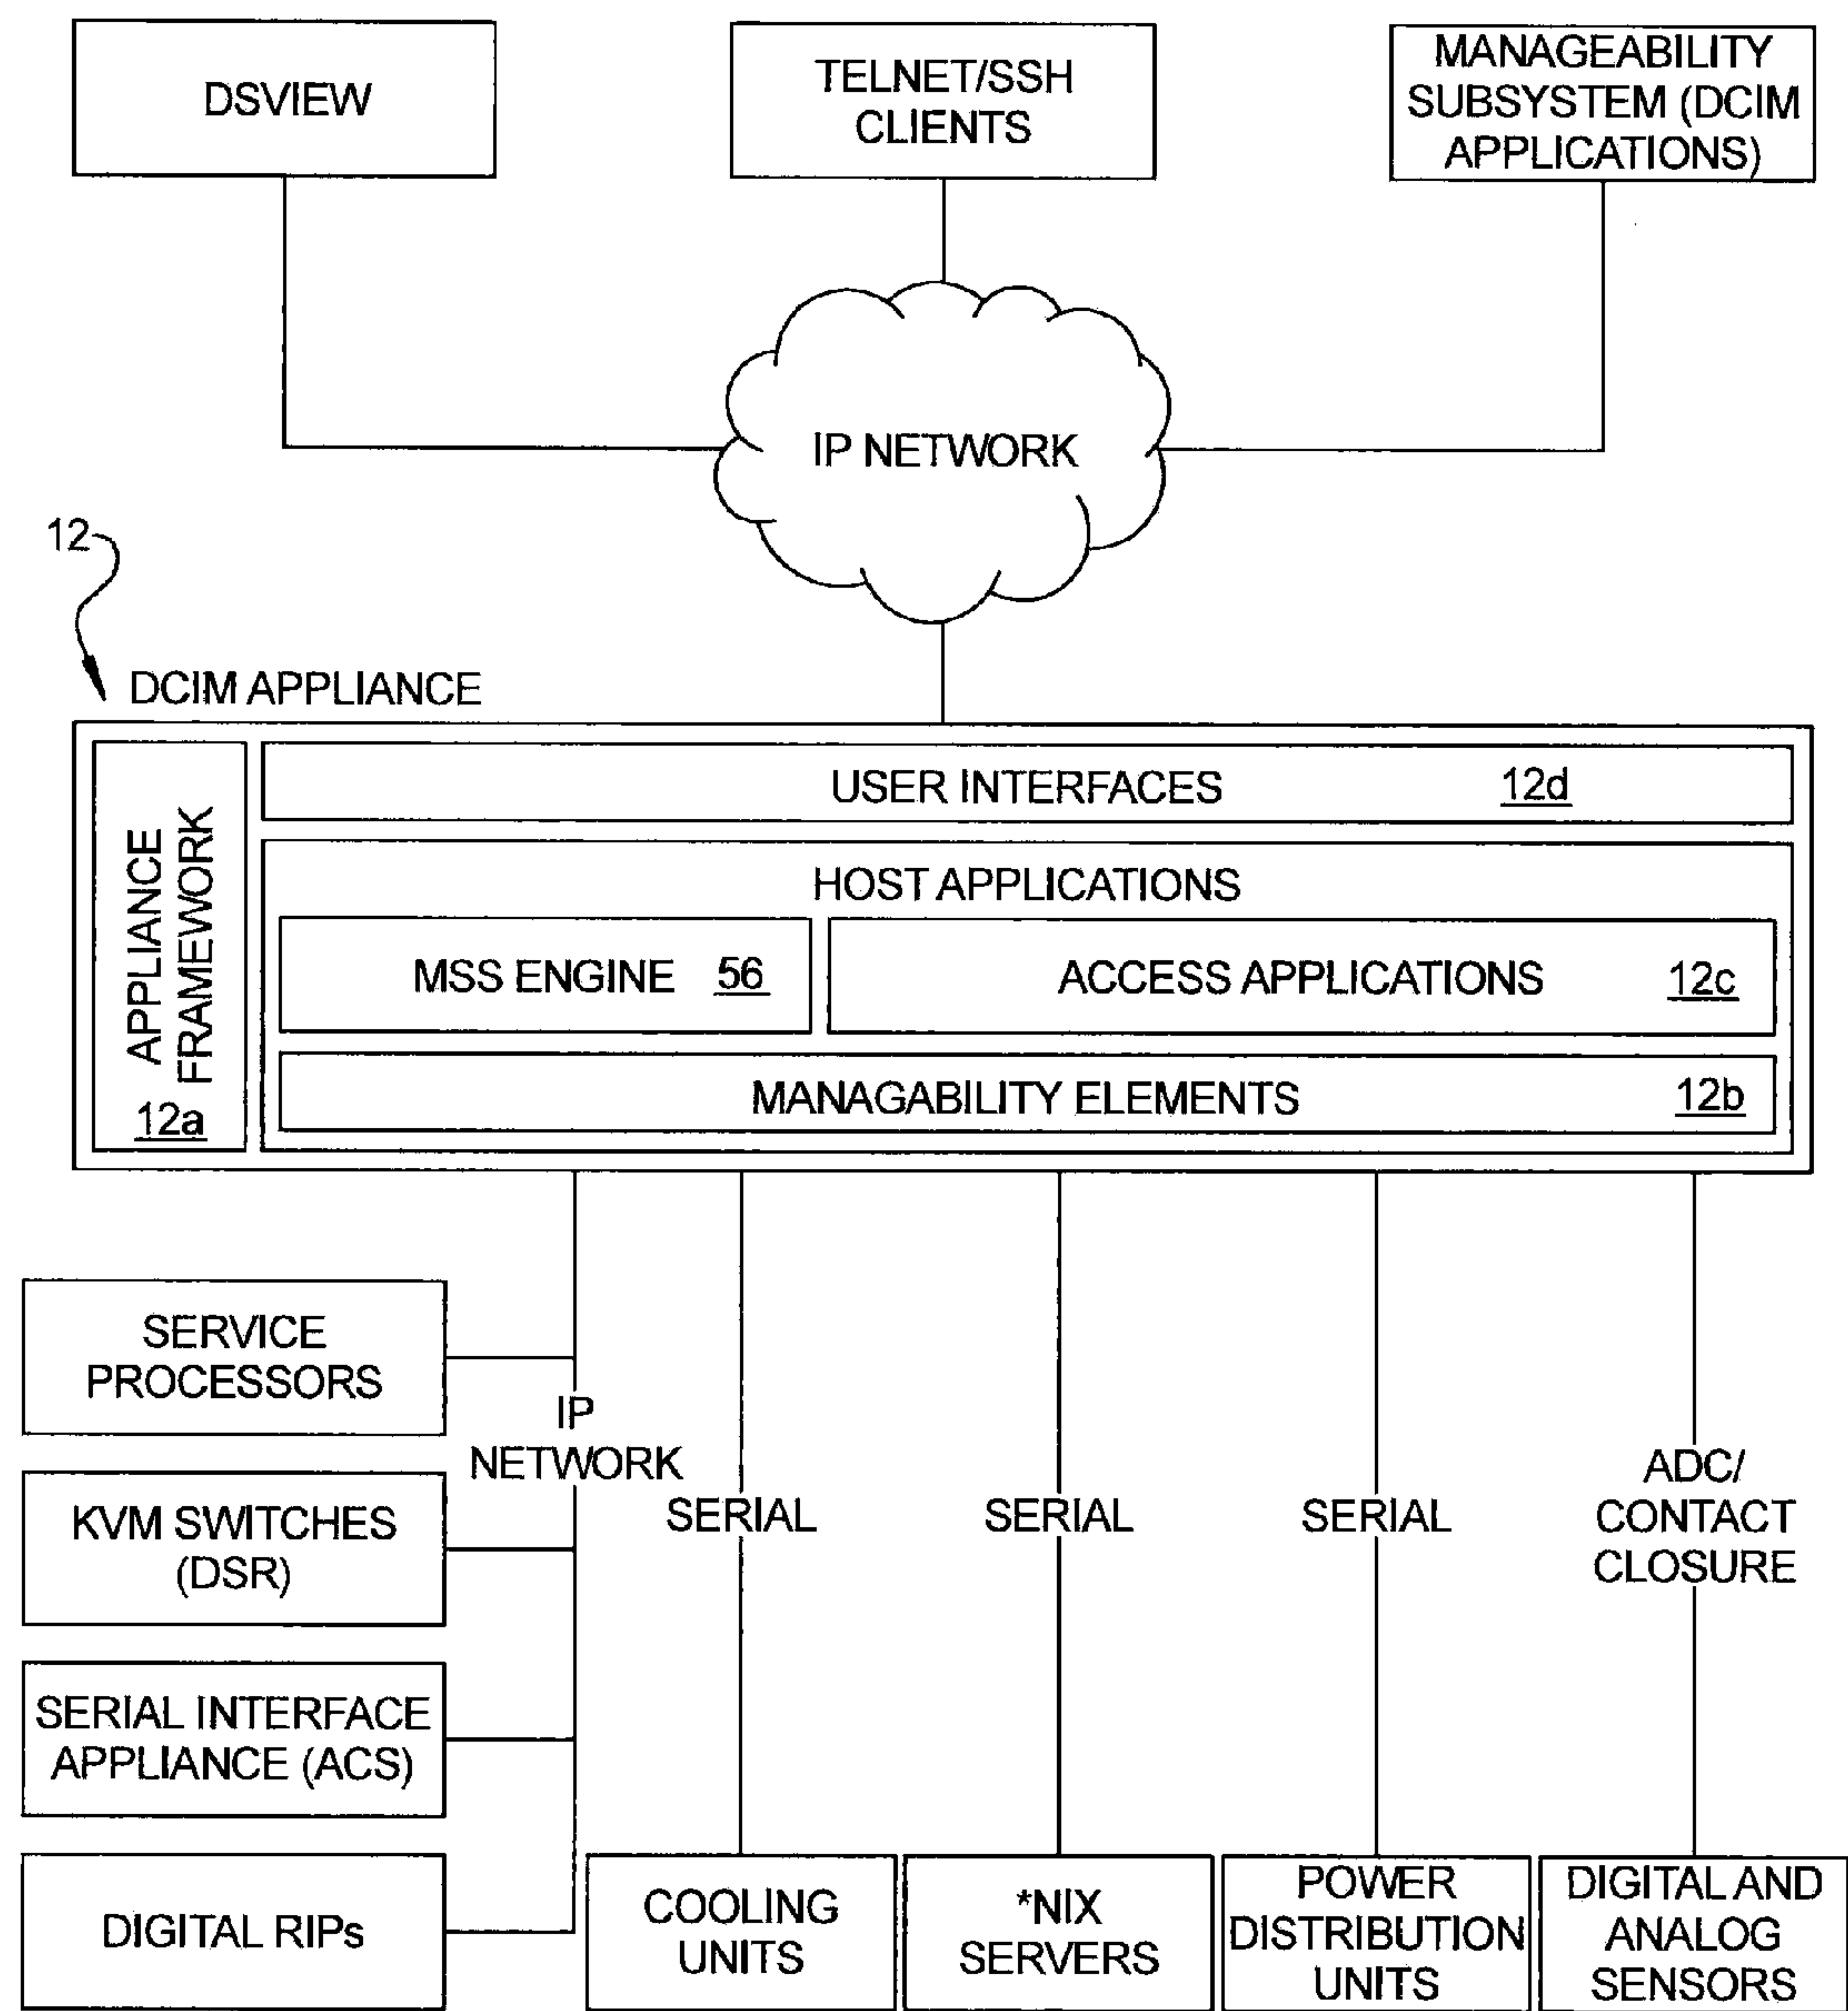 DSVIEW
TELNET/SSH
CLIENTS
MANAGEABILITY
SUBSYSTEM (DCIM
APPLICATIONS)
IP NETWORK
12
DCIM APPLIANCE
APPLIANCE
FRAMEWORK
12a
USER INTERFACES 12d
HOST APPLICATIONS
MSS ENGINE 56
ACCESS APPLICATIONS 12c
MANAGABILITY ELEMENTS 12b
SERVICE
PROCESSORS
KVM SWITCHES
(DSR)
SERIAL INTERFACE
APPLIANCE (ACS)
DIGITAL RIPs
IP
NETWORK
SERIAL
SERIAL
SERIAL
ADC/
CONTACT
CLOSURE
COOLING
UNITS
*NIX
SERVERS
POWER
DISTRIBUTION
UNITS
DIGITAL AND
ANALOG
SENSORS